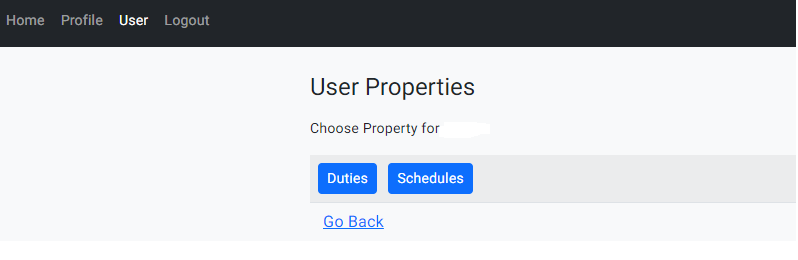 Home Profile User Logout
User Properties
Choose Property for
Duties Schedules
Go Back